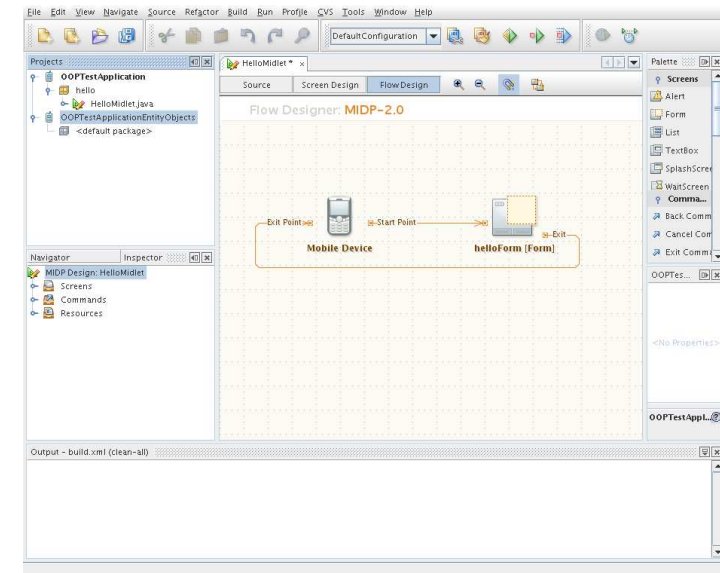 File Edit View Navigate Source Refactor Build Run Profile CVS Tools Window Help
DefaultConfiguration
Projects
OOPTestApplication
hello
HelloMidlet.java
OOPTestApplicationEntityObjects
<default package>
HelloMidlet * x
Source Screen Design Flow Design
Flow Designer: MIDP-2.0
Exit Point
Start Point
Exit
Mobile Device
helloForm [Form]
Navigator Inspector
MIDP Design: HelloMidlet
Screens
Commands
Resources
Palette
Screens
Alert
Form
List
TextBox
SplashScree
WaitScreen
Comma...
Back Comm
Cancel Com
Exit Comm
OOPTes...
<No Properties>
OOPTestAppl...
Output - build.xml (clean-all)